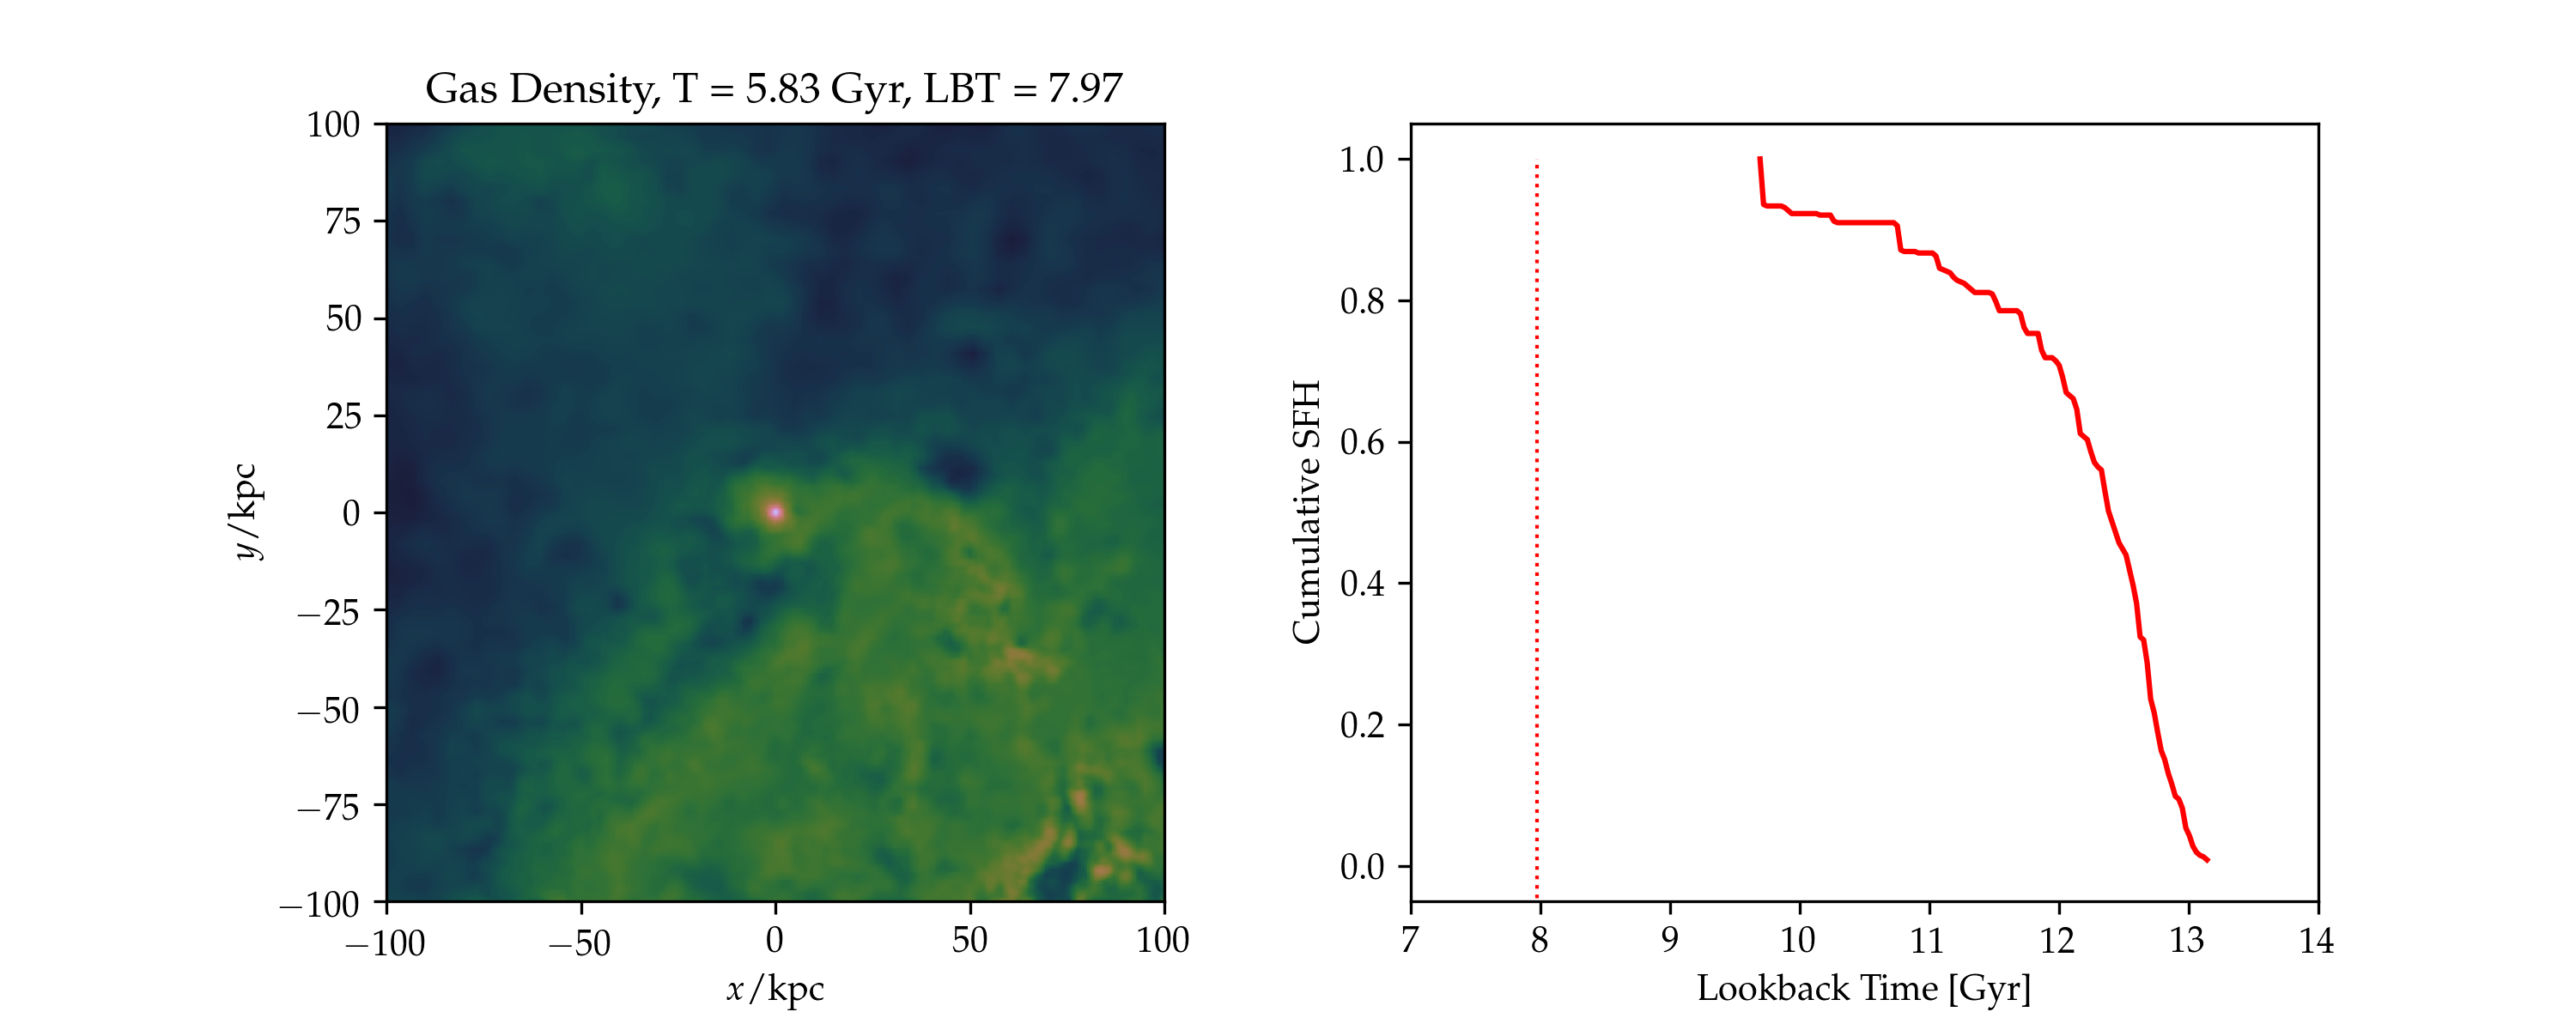 Gas Density, T = 5.83 Gyr, LBT = 7.97
100
75
50
25
0
−25
−50
−75
−100
y/kpc
−100 −50 0 50 100
x/kpc
1.0
0.8
0.6
0.4
0.2
0.0
Cumulative SFH
7 8 9 10 11 12 13 14
Lookback Time [Gyr]